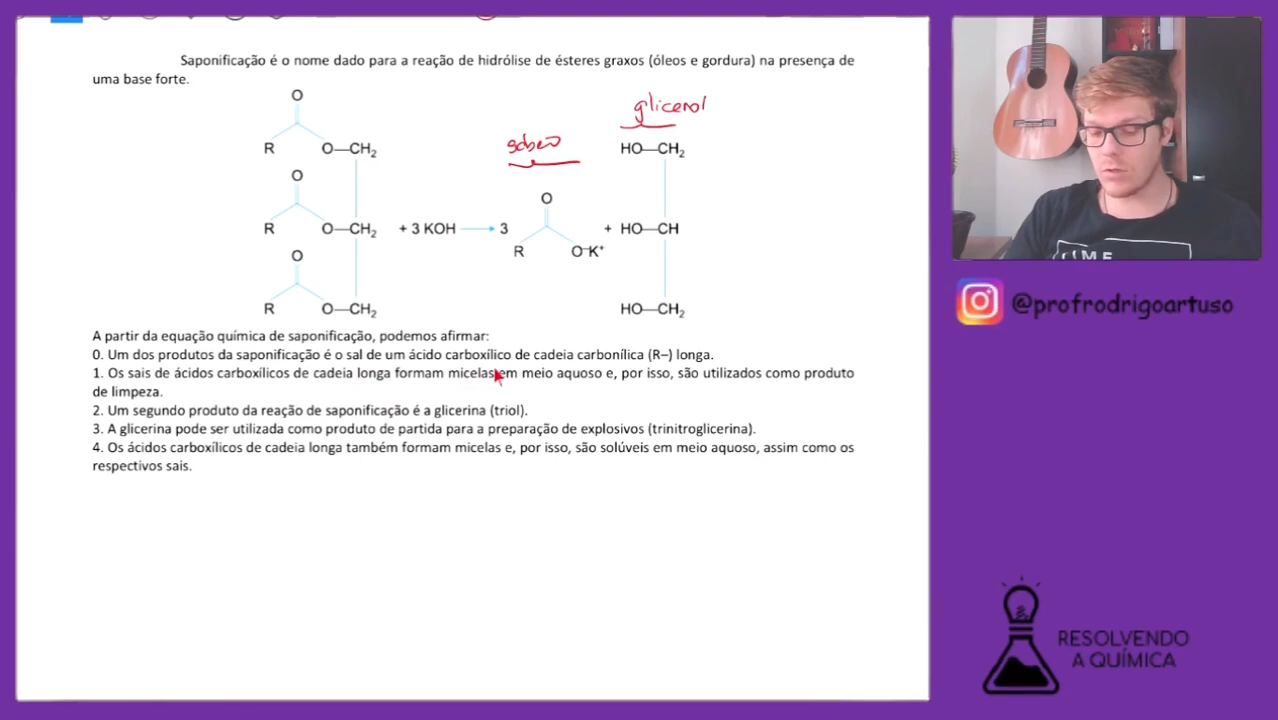 Saponificação é o nome dado para a reação de hidrólise de ésteres graxos (óleos e gordura) na presença de
uma base forte.
glicerol
sabão
O
R O—CH2 HO—CH2
O
O
R O—CH2 + 3 KOH 3 + HO—CH
R O⁻K⁺
O
R O—CH2 HO—CH2
A partir da equação química de saponificação, podemos afirmar:
0. Um dos produtos da saponificação é o sal de um ácido carboxílico de cadeia carbonílica (R–) longa.
1. Os sais de ácidos carboxílicos de cadeia longa formam micelas em meio aquoso e, por isso, são utilizados como produto
de limpeza.
2. Um segundo produto da reação de saponificação é a glicerina (triol).
3. A glicerina pode ser utilizada como produto de partida para a preparação de explosivos (trinitroglicerina).
4. Os ácidos carboxílicos de cadeia longa também formam micelas e, por isso, são solúveis em meio aquoso, assim como os
respectivos sais.
@profrodrigoartuso
RESOLVENDO
A QUÍMICA